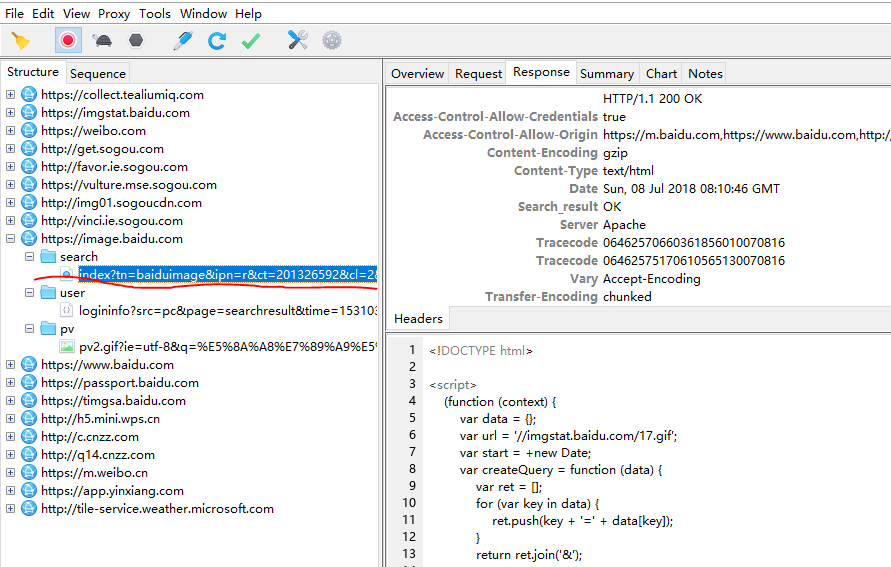 File Edit View Proxy Tools Window Help
Structure Sequence
https://collect.tealiumiq.com
https://imgstat.baidu.com
https://weibo.com
http://get.sogou.com
http://favor.ie.sogou.com
https://vulture.mse.sogou.com
http://img01.sogoucdn.com
http://vinci.ie.sogou.com
https://image.baidu.com
search
index?tn=baiduimage&ipn=r&ct=201326592&cl=2&
user
logininfo?src=pc&page=searchresult&time=153103
pv
pv2.gif?ie=utf-8&q=%E5%8A%A8%E7%89%A9%E5%
https://www.baidu.com
https://passport.baidu.com
https://timgsa.baidu.com
http://h5.mini.wps.cn
http://c.cnzz.com
http://q14.cnzz.com
https://m.weibo.cn
https://app.yinxiang.com
http://tile-service.weather.microsoft.com
Overview Request Response Summary Chart Notes
HTTP/1.1 200 OK
Access-Control-Allow-Credentials true
Access-Control-Allow-Origin https://m.baidu.com,https://www.baidu.com,http:/
Content-Encoding gzip
Content-Type text/html
Date Sun, 08 Jul 2018 08:10:46 GMT
Search_result OK
Server Apache
Tracecode 06462570660361856010070816
Tracecode 06462575170610565130070816
Vary Accept-Encoding
Transfer-Encoding chunked
Headers
1 <!DOCTYPE html>
2
3 <script>
4 (function (context) {
5 var data = {};
6 var url = '//imgstat.baidu.com/17.gif';
7 var start = +new Date;
8 var createQuery = function (data) {
9 var ret = [];
10 for (var key in data) {
11 ret.push(key + '=' + data[key]);
12 }
13 return ret.join('&');